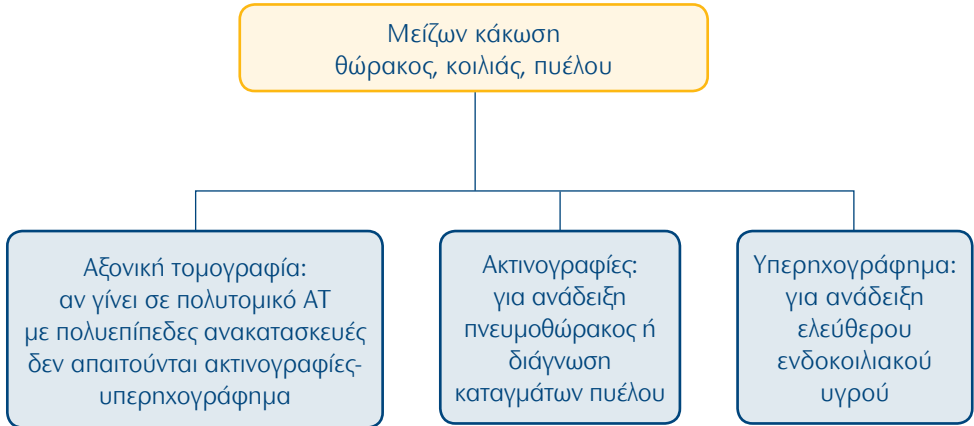 Μείζων κάκωση
θώρακος, κοιλιάς, πυέλου
Αξονική τομογραφία:
αν γίνει σε πολυτομικό ΑΤ
με πολυεπίπεδες ανακατασκευές
δεν απαιτούνται ακτινογραφίες-
υπερηχογράφημα
Ακτινογραφίες:
για ανάδειξη
πνευμοθώρακος ή
διάγνωση
καταγμάτων πυέλου
Υπερηχογράφημα:
για ανάδειξη
ελεύθερου
ενδοκοιλιακού
υγρού